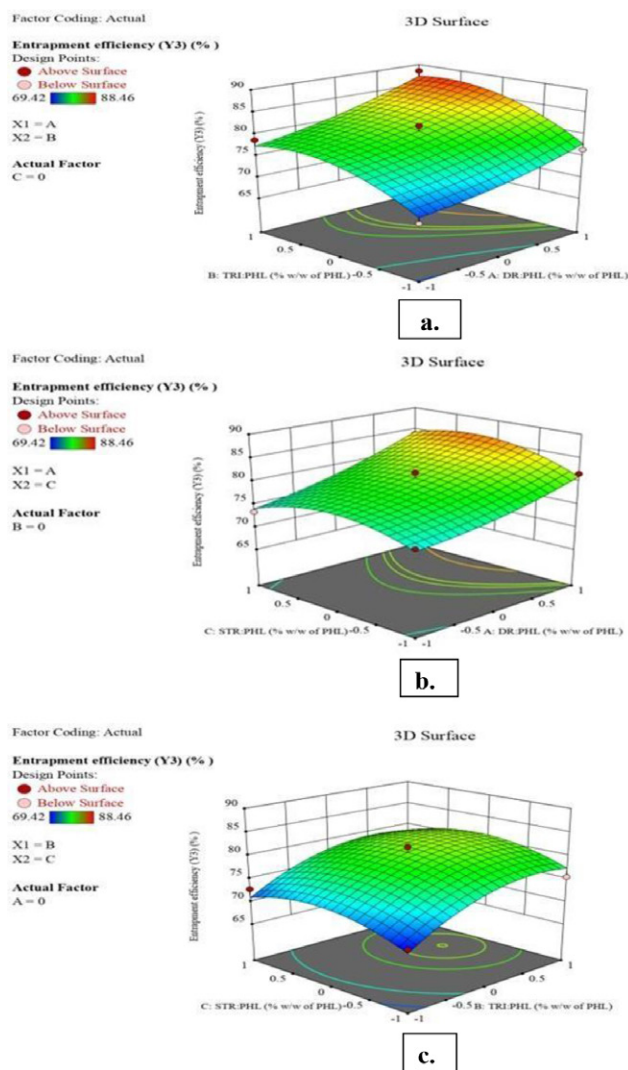 Factor Coding: Actual
3D Surface
Entrapment efficiency (Y3) (% )
Design Points:
Above Surface
Below Surface
69.42 88.46
X1 = A
X2 = B
Actual Factor
C = 0
Entrapment efficiency (Y3) (% )
90
85
80
75
70
65
1
0.5
0
-0.5
-1
B: TRI:PHL (% w/w of PHL)
-1
-0.5
0
0.5
1
A: DR:PHL (% w/w of PHL)
a.
Factor Coding: Actual
3D Surface
Entrapment efficiency (Y3) (% )
Design Points:
Above Surface
Below Surface
69.42 88.46
X1 = A
X2 = C
Actual Factor
B = 0
Entrapment efficiency (Y3) (% )
90
85
80
75
70
65
1
0.5
0
-0.5
-1
C: STR:PHL (% w/w of PHL)
-1
-0.5
0
0.5
1
A: DR:PHL (% w/w of PHL)
b.
Factor Coding: Actual
3D Surface
Entrapment efficiency (Y3) (% )
Design Points:
Above Surface
Below Surface
69.42 88.46
X1 = B
X2 = C
Actual Factor
A = 0
Entrapment efficiency (Y3) (% )
90
85
80
75
70
65
1
0.5
0
-0.5
-1
C: STR:PHL (% w/w of PHL)
-1
-0.5
0
0.5
1
B: TRI:PHL (% w/w of PHL)
c.